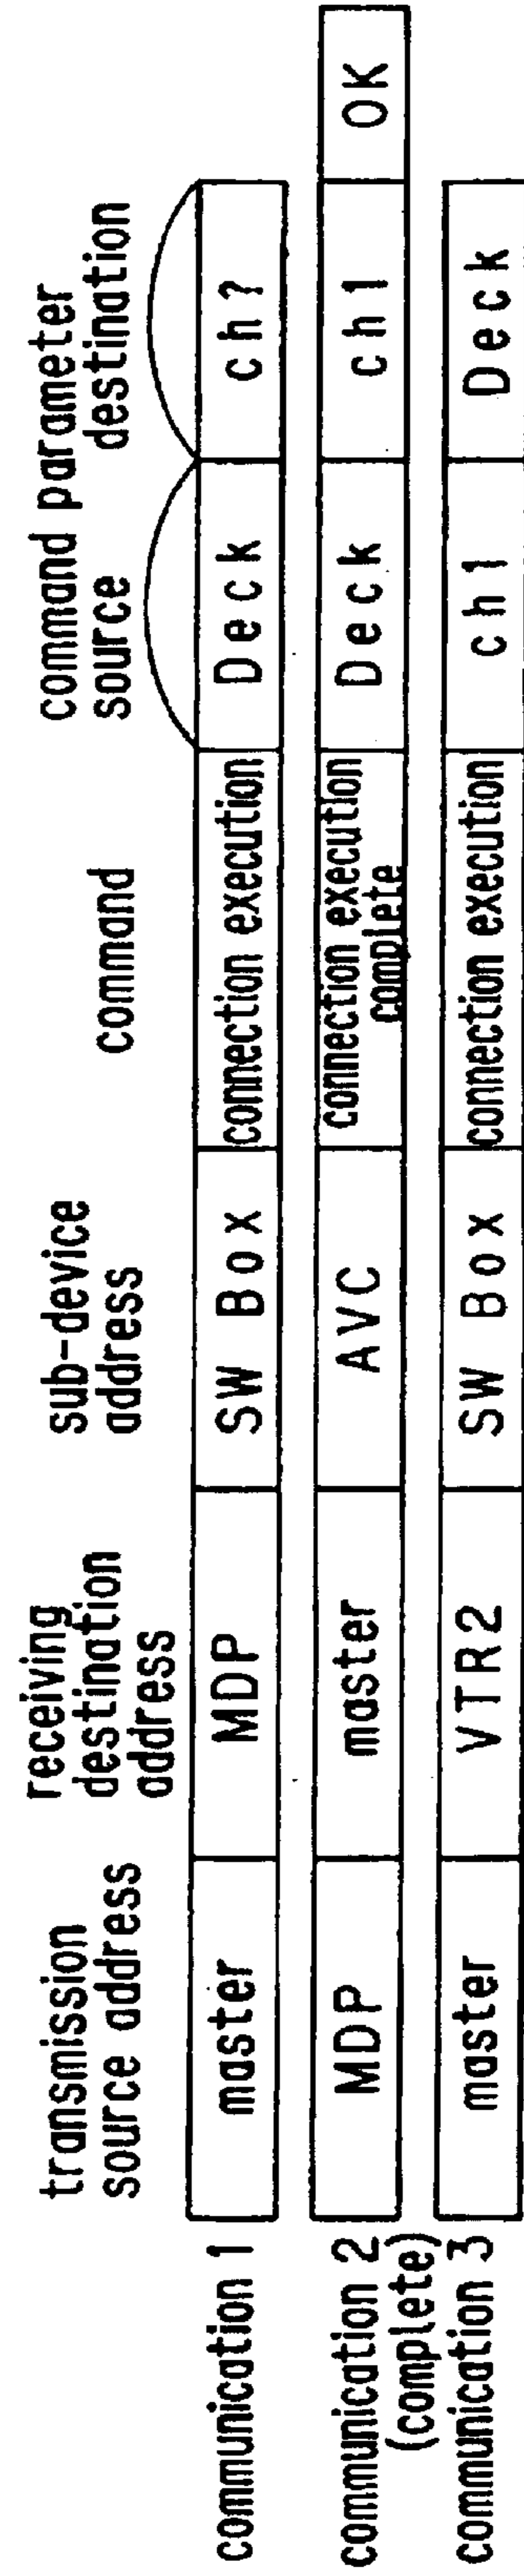 transmission
source address
receiving
destination
address
sub-device
address
command
command parameter
source destination
communication 1
master
MDP
SW Box
connection execution
Deck
ch?
communication 2
(complete)
MDP
master
AVC
connection execution
complete
Deck
ch1
OK
communication 3
master
VTR2
SW Box
connection execution
ch1
Deck